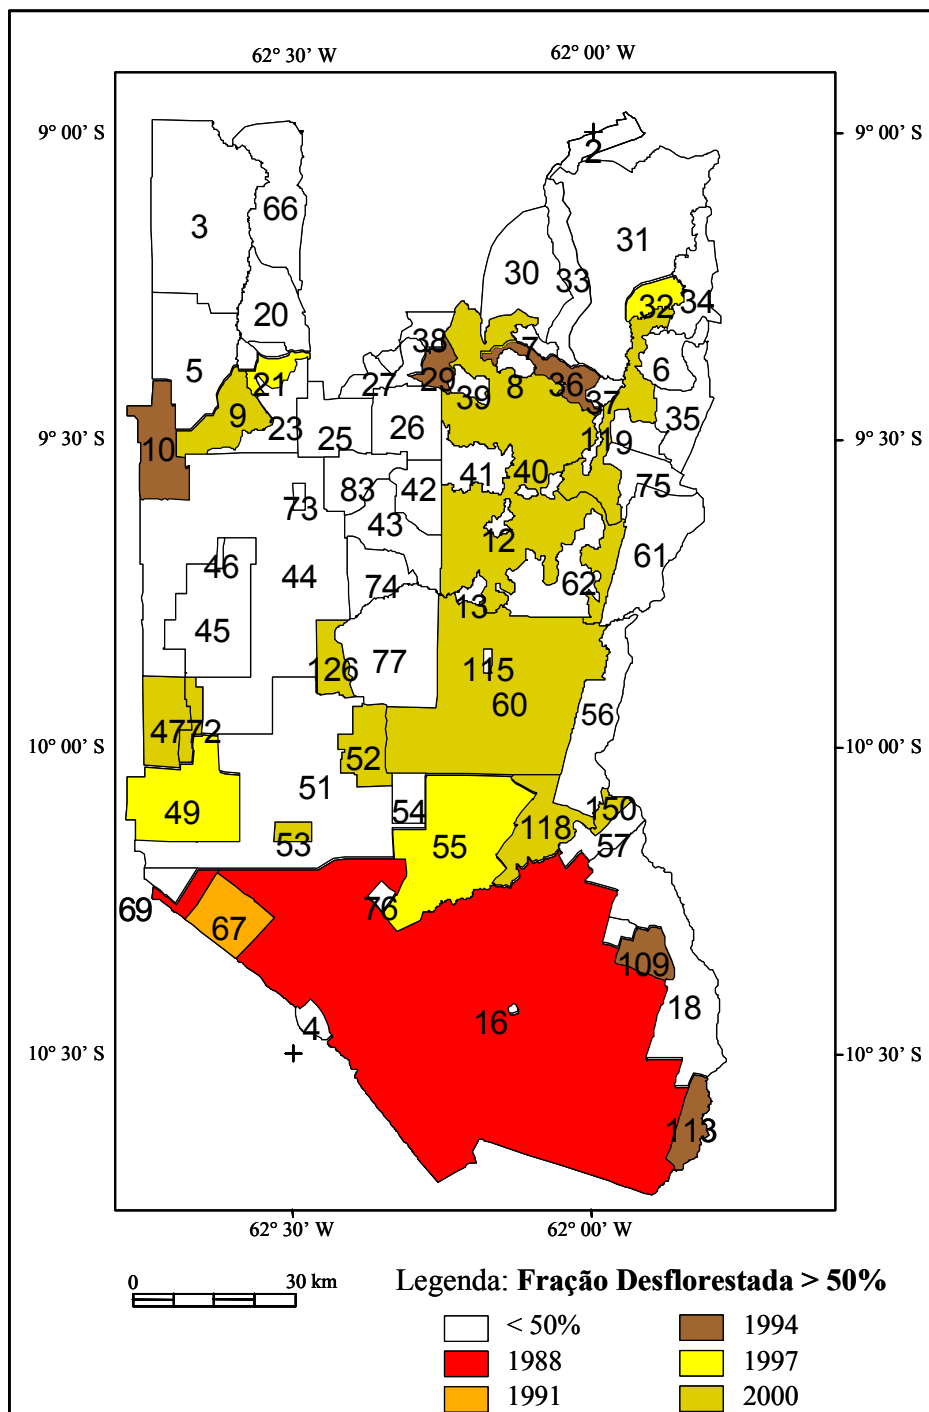 62° 30’ W 62° 00’ W
9° 00’ S 9° 00’ S
2
66
3
31
30
33
20
32 34
38 7
5 6
21 27 29 39 8 36 37
9 23 25 26 119 35
10
41 40
83 42 75
73 43 12
46 44 61
74 62
13
45
77
126 115
60 56
47 72
52
10° 00’ S 10° 00’ S
51
49 54 150
118
53 55 57
69 76
67
109
16 18
4
9° 30’ S 9° 30’ S
10° 30’ S 10° 30’ S
113
62° 30’ W 62° 00’ W
0 30 km
Legenda: Fração Desflorestada > 50%
< 50% 1994
1988 1997
1991 2000